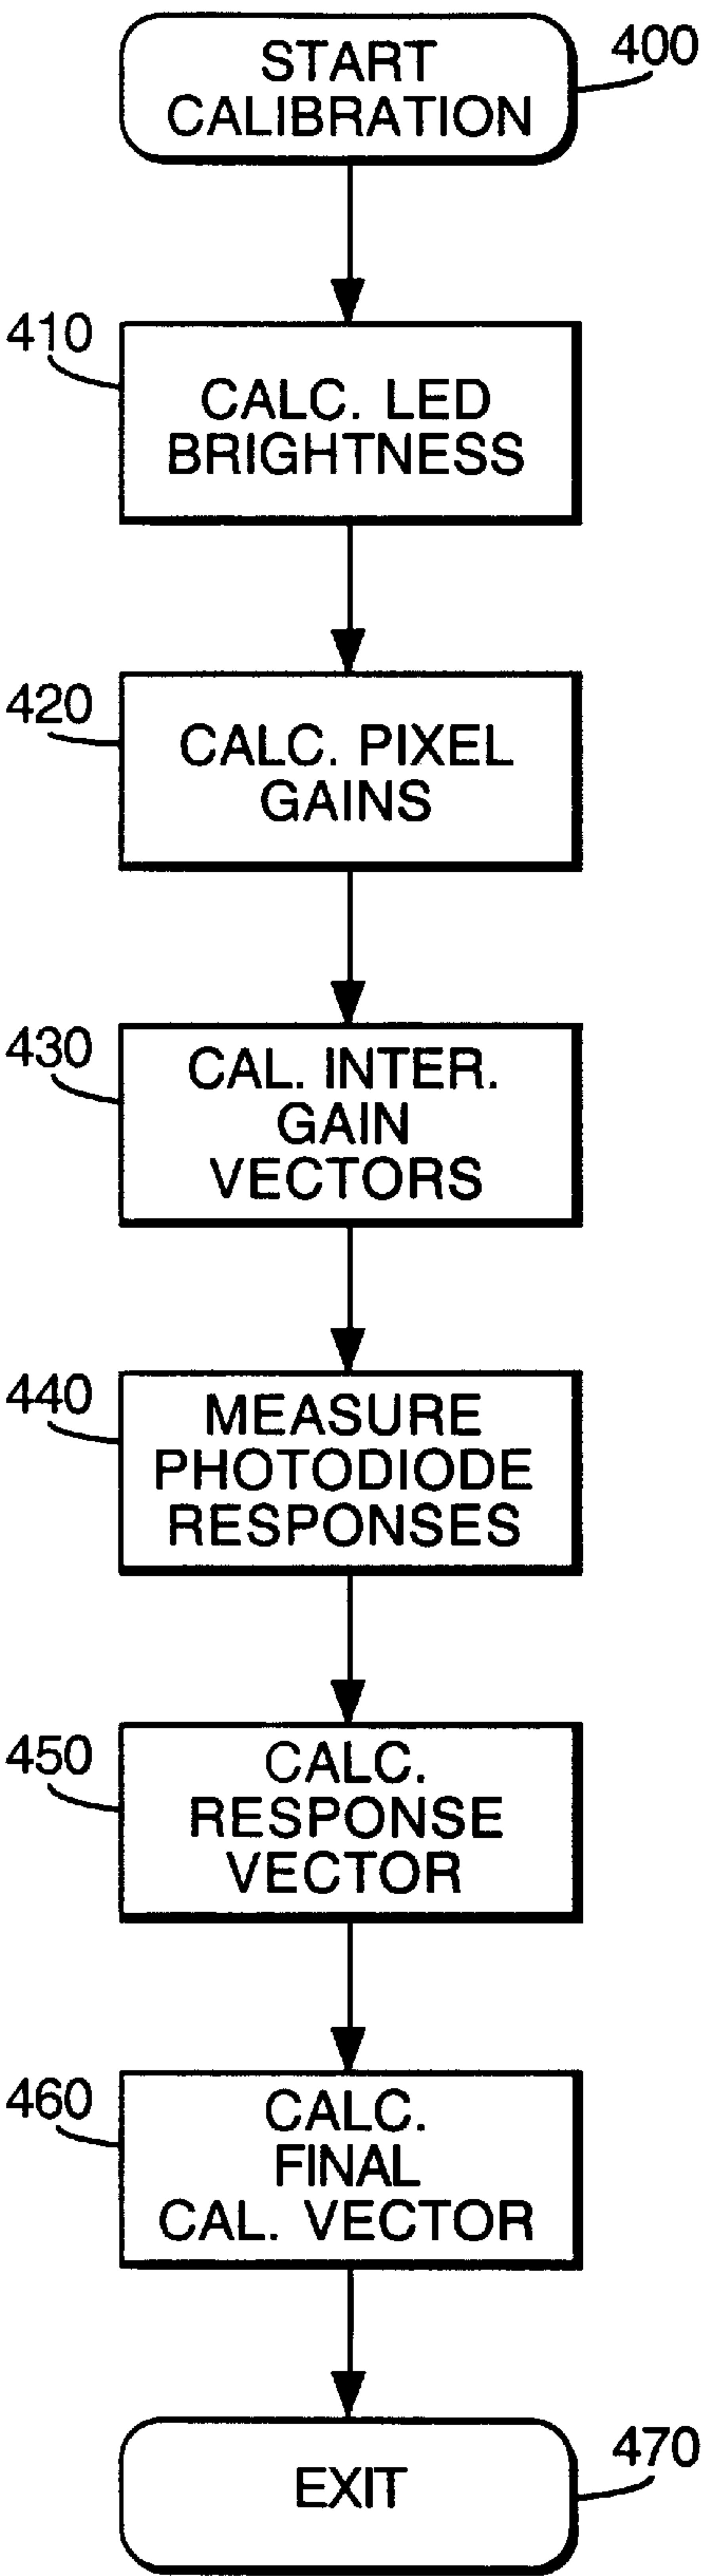 START
CALIBRATION
400
410
CALC. LED
BRIGHTNESS
420
CALC. PIXEL
GAINS
430
CAL. INTER.
GAIN
VECTORS
440
MEASURE
PHOTODIODE
RESPONSES
450
CALC.
RESPONSE
VECTOR
460
CALC.
FINAL
CAL. VECTOR
EXIT
470